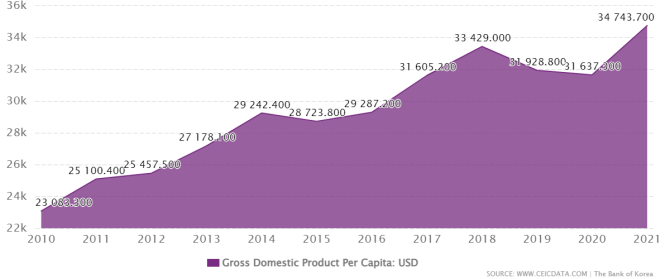 36k
34k
32k
30k
28k
26k
24k
22k
23 083.300
25 100.400
25 457.500
27 178.100
29 242.400
28 723.800
29 287.200
31 605.200
33 429.000
31 928.800
31 637.300
34 743.700
2010 2011 2012 2013 2014 2015 2016 2017 2018 2019 2020 2021
Gross Domestic Product Per Capita: USD
SOURCE: WWW.CEICDATA.COM | The Bank of Korea